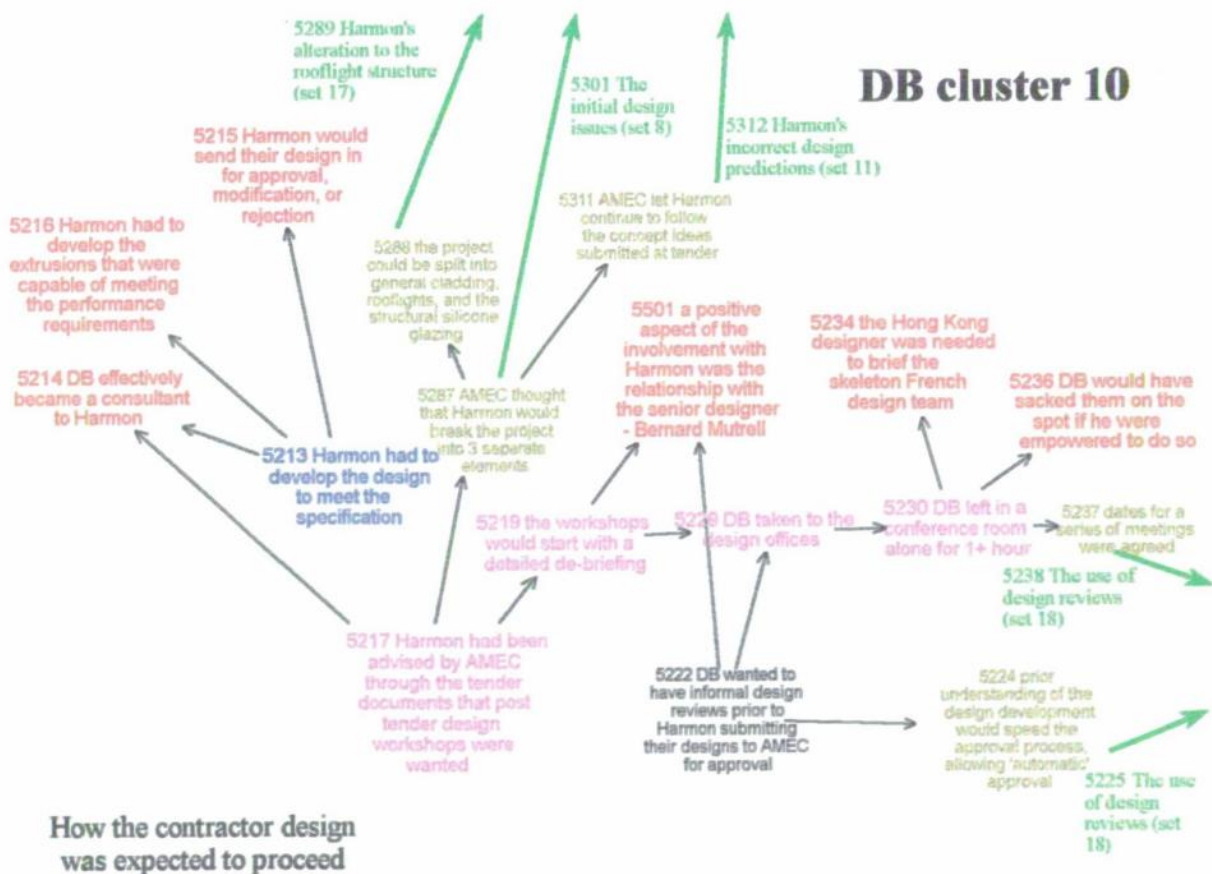 5289 Harmon's
alteration to the
rooflight structure
(set 17)
5301 The
initial design
issues (set 8)
DB cluster 10
5312 Harmon's
incorrect design
predictions (set 11)
5215 Harmon would
send their design in
for approval,
modification, or
rejection
5311 AMEC let Harmon
continue to follow
the concept ideas
submitted at tender
5216 Harmon had to
develop the
extrusions that were
capable of meeting
the performance
requirements
5288 the project
could be split into
general cladding,
rooflights, and the
structural silicone
glazing
5501 a positive
aspect of the
involvement with
Harmon was the
relationship with
the senior designer
- Bernard Mutrell
5234 the Hong Kong
designer was needed
to brief the
skeleton French
design team
5236 DB would have
sacked them on the
spot if he were
empowered to do so
5214 DB effectively
became a consultant
to Harmon
5287 AMEC thought
that Harmon would
break the project
into 3 separate
elements
5213 Harmon had to
develop the design
to meet the
specification
5219 the workshops
would start with a
detailed de-briefing
5229 DB taken to the
design offices
5230 DB left in a
conference room
alone for 1+ hour
5237 dates for a
series of meetings
were agreed
5238 The use of
design reviews
(set 18)
5217 Harmon had been
advised by AMEC
through the tender
documents that post
tender design
workshops were
wanted
5222 DB wanted to
have informal design
reviews prior to
Harmon submitting
their designs to AMEC
for approval
5224 prior
understanding of the
design development
would speed the
approval process,
allowing 'automatic'
approval
5225 The use
of design
reviews (set
18)
How the contractor design
was expected to proceed